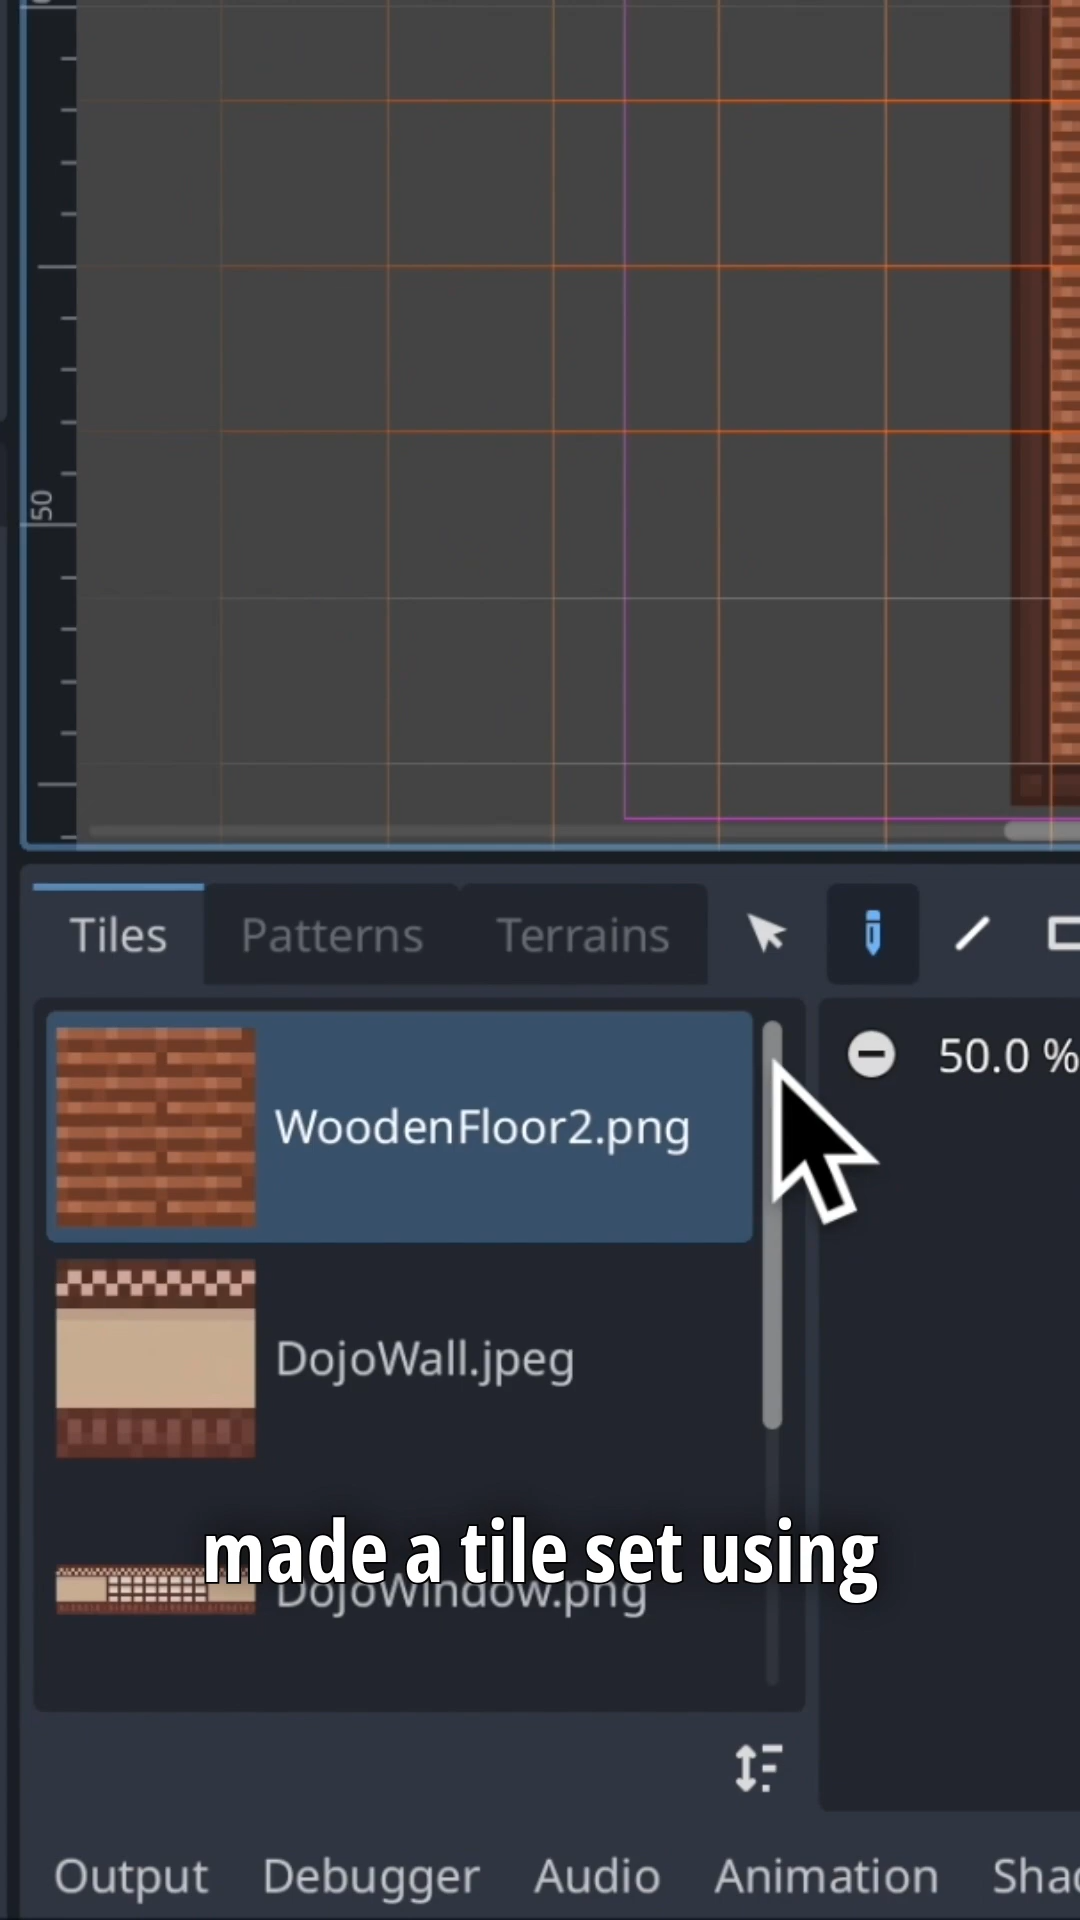 50
Tiles Patterns Terrains
50.0 %
WoodenFloor2.png
DojoWall.jpeg
made a tile set using
DojoWindow.png
Output Debugger Audio Animation